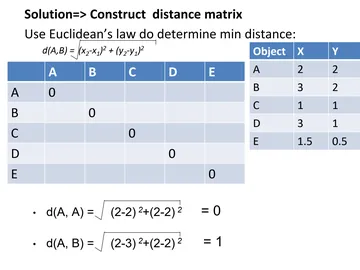 Solution=> Construct distance matrix
Use Euclidean's law do determine min distance:
d(A,B) = √(x₂-x₁)² + (y₂-y₁)²
A B C D E
A 0
B 0
C 0
D 0
E 0
Object X Y
A 2 2
B 3 2
C 1 1
D 3 1
E 1.5 0.5
• d(A, A) = √(2-2) ²+(2-2) ² = 0
• d(A, B) = √(2-3) ²+(2-2) ² = 1